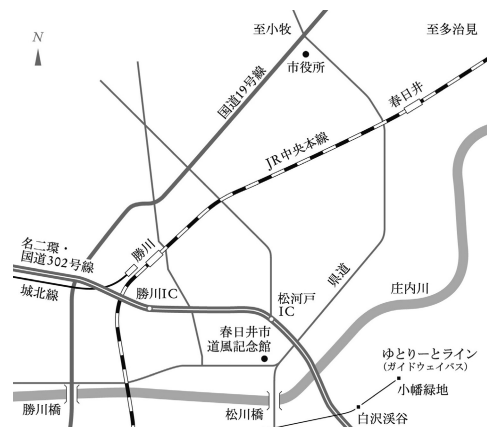 N
至小牧
至多治見
市役所
国道19号線
春日井
JR中央本線
名二環・
国道302号線
勝川
城北線
勝川IC
松河戸
IC
県道
庄内川
春日井市
道風記念館
ゆとりーとライン
(ガイドウェイバス)
小幡緑地
勝川橋
松川橋
白沢渓谷